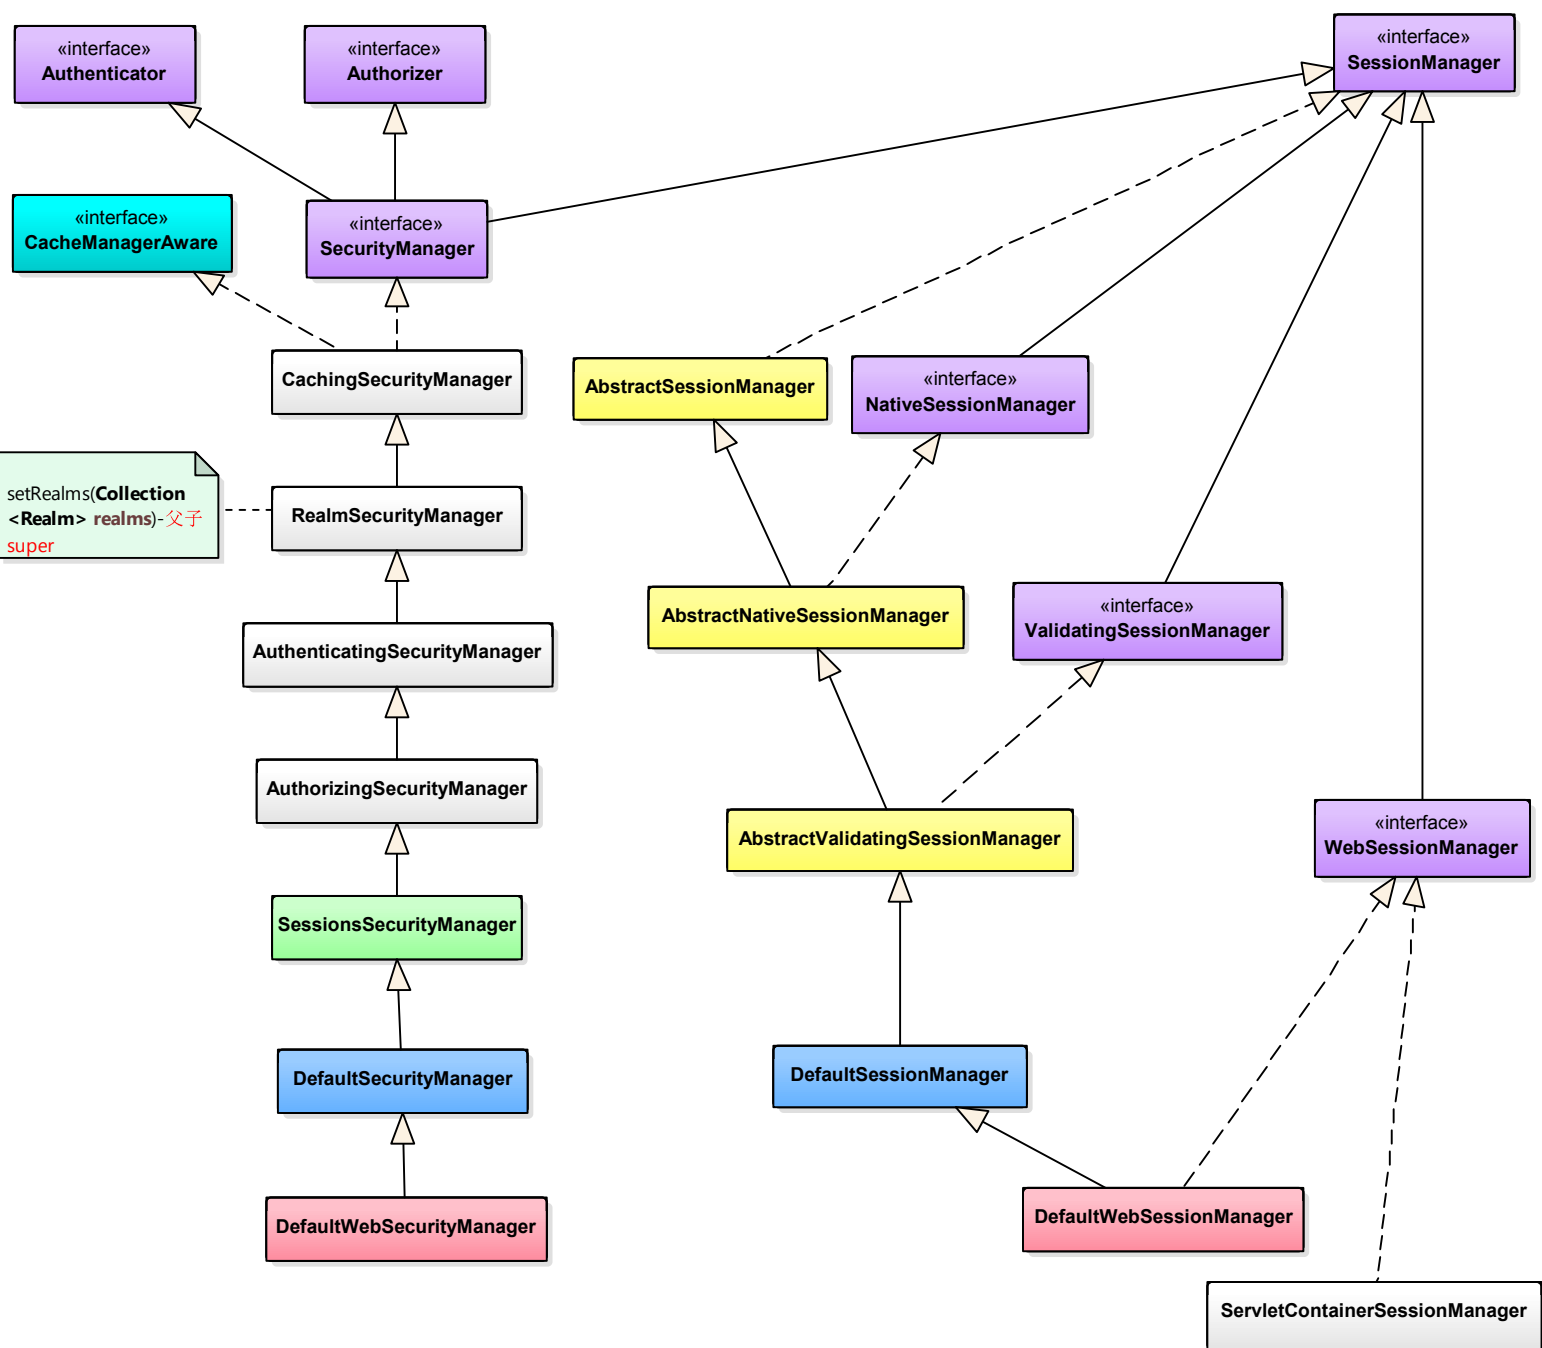 «interface»
Authenticator
«interface»
Authorizer
«interface»
SessionManager
«interface»
CacheManagerAware
«interface»
SecurityManager
CachingSecurityManager
AbstractSessionManager
«interface»
NativeSessionManager
setRealms(Collection
<Realm> realms)-父子
super
RealmSecurityManager
AbstractNativeSessionManager
«interface»
ValidatingSessionManager
AuthenticatingSecurityManager
AuthorizingSecurityManager
AbstractValidatingSessionManager
«interface»
WebSessionManager
SessionsSecurityManager
DefaultSecurityManager
DefaultSessionManager
DefaultWebSecurityManager
DefaultWebSessionManager
ServletContainerSessionManager